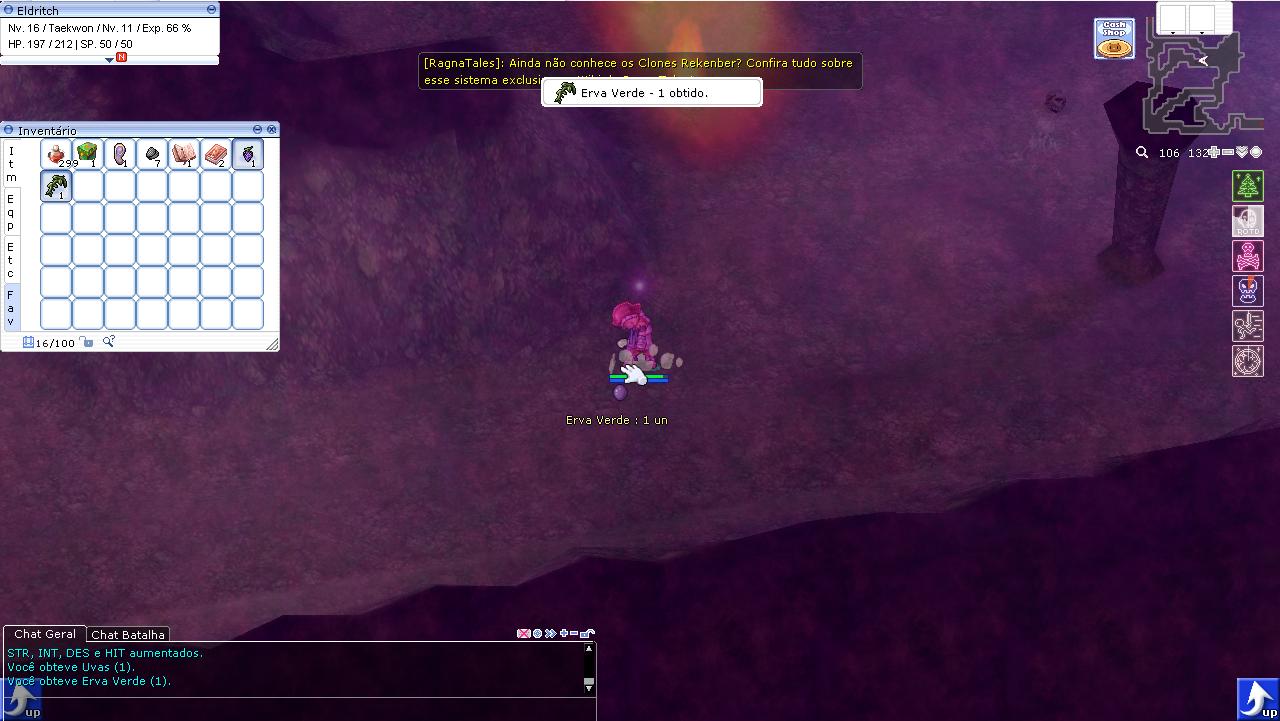 Eldritch
Nv. 16 / Taekwon / Nv. 11 / Exp. 66 %
HP. 197 / 212 | SP. 50 / 50
N
[RagnaTales]: Ainda não conhece os Clones Rekenber? Confira tudo sobre
esse sistema exclusi
Erva Verde - 1 obtido.
Cash
Shop
106 132
Inventário
Itm
Eqp
Etc
Fav
299 1 1 7 1 2 1
1
16/100
ROTD
Erva Verde : 1 un
Chat Geral
Chat Batalha
STR, INT, DES e HIT aumentados.
Você obteve Uvas (1).
Você obteve Erva Verde (1).
up
up